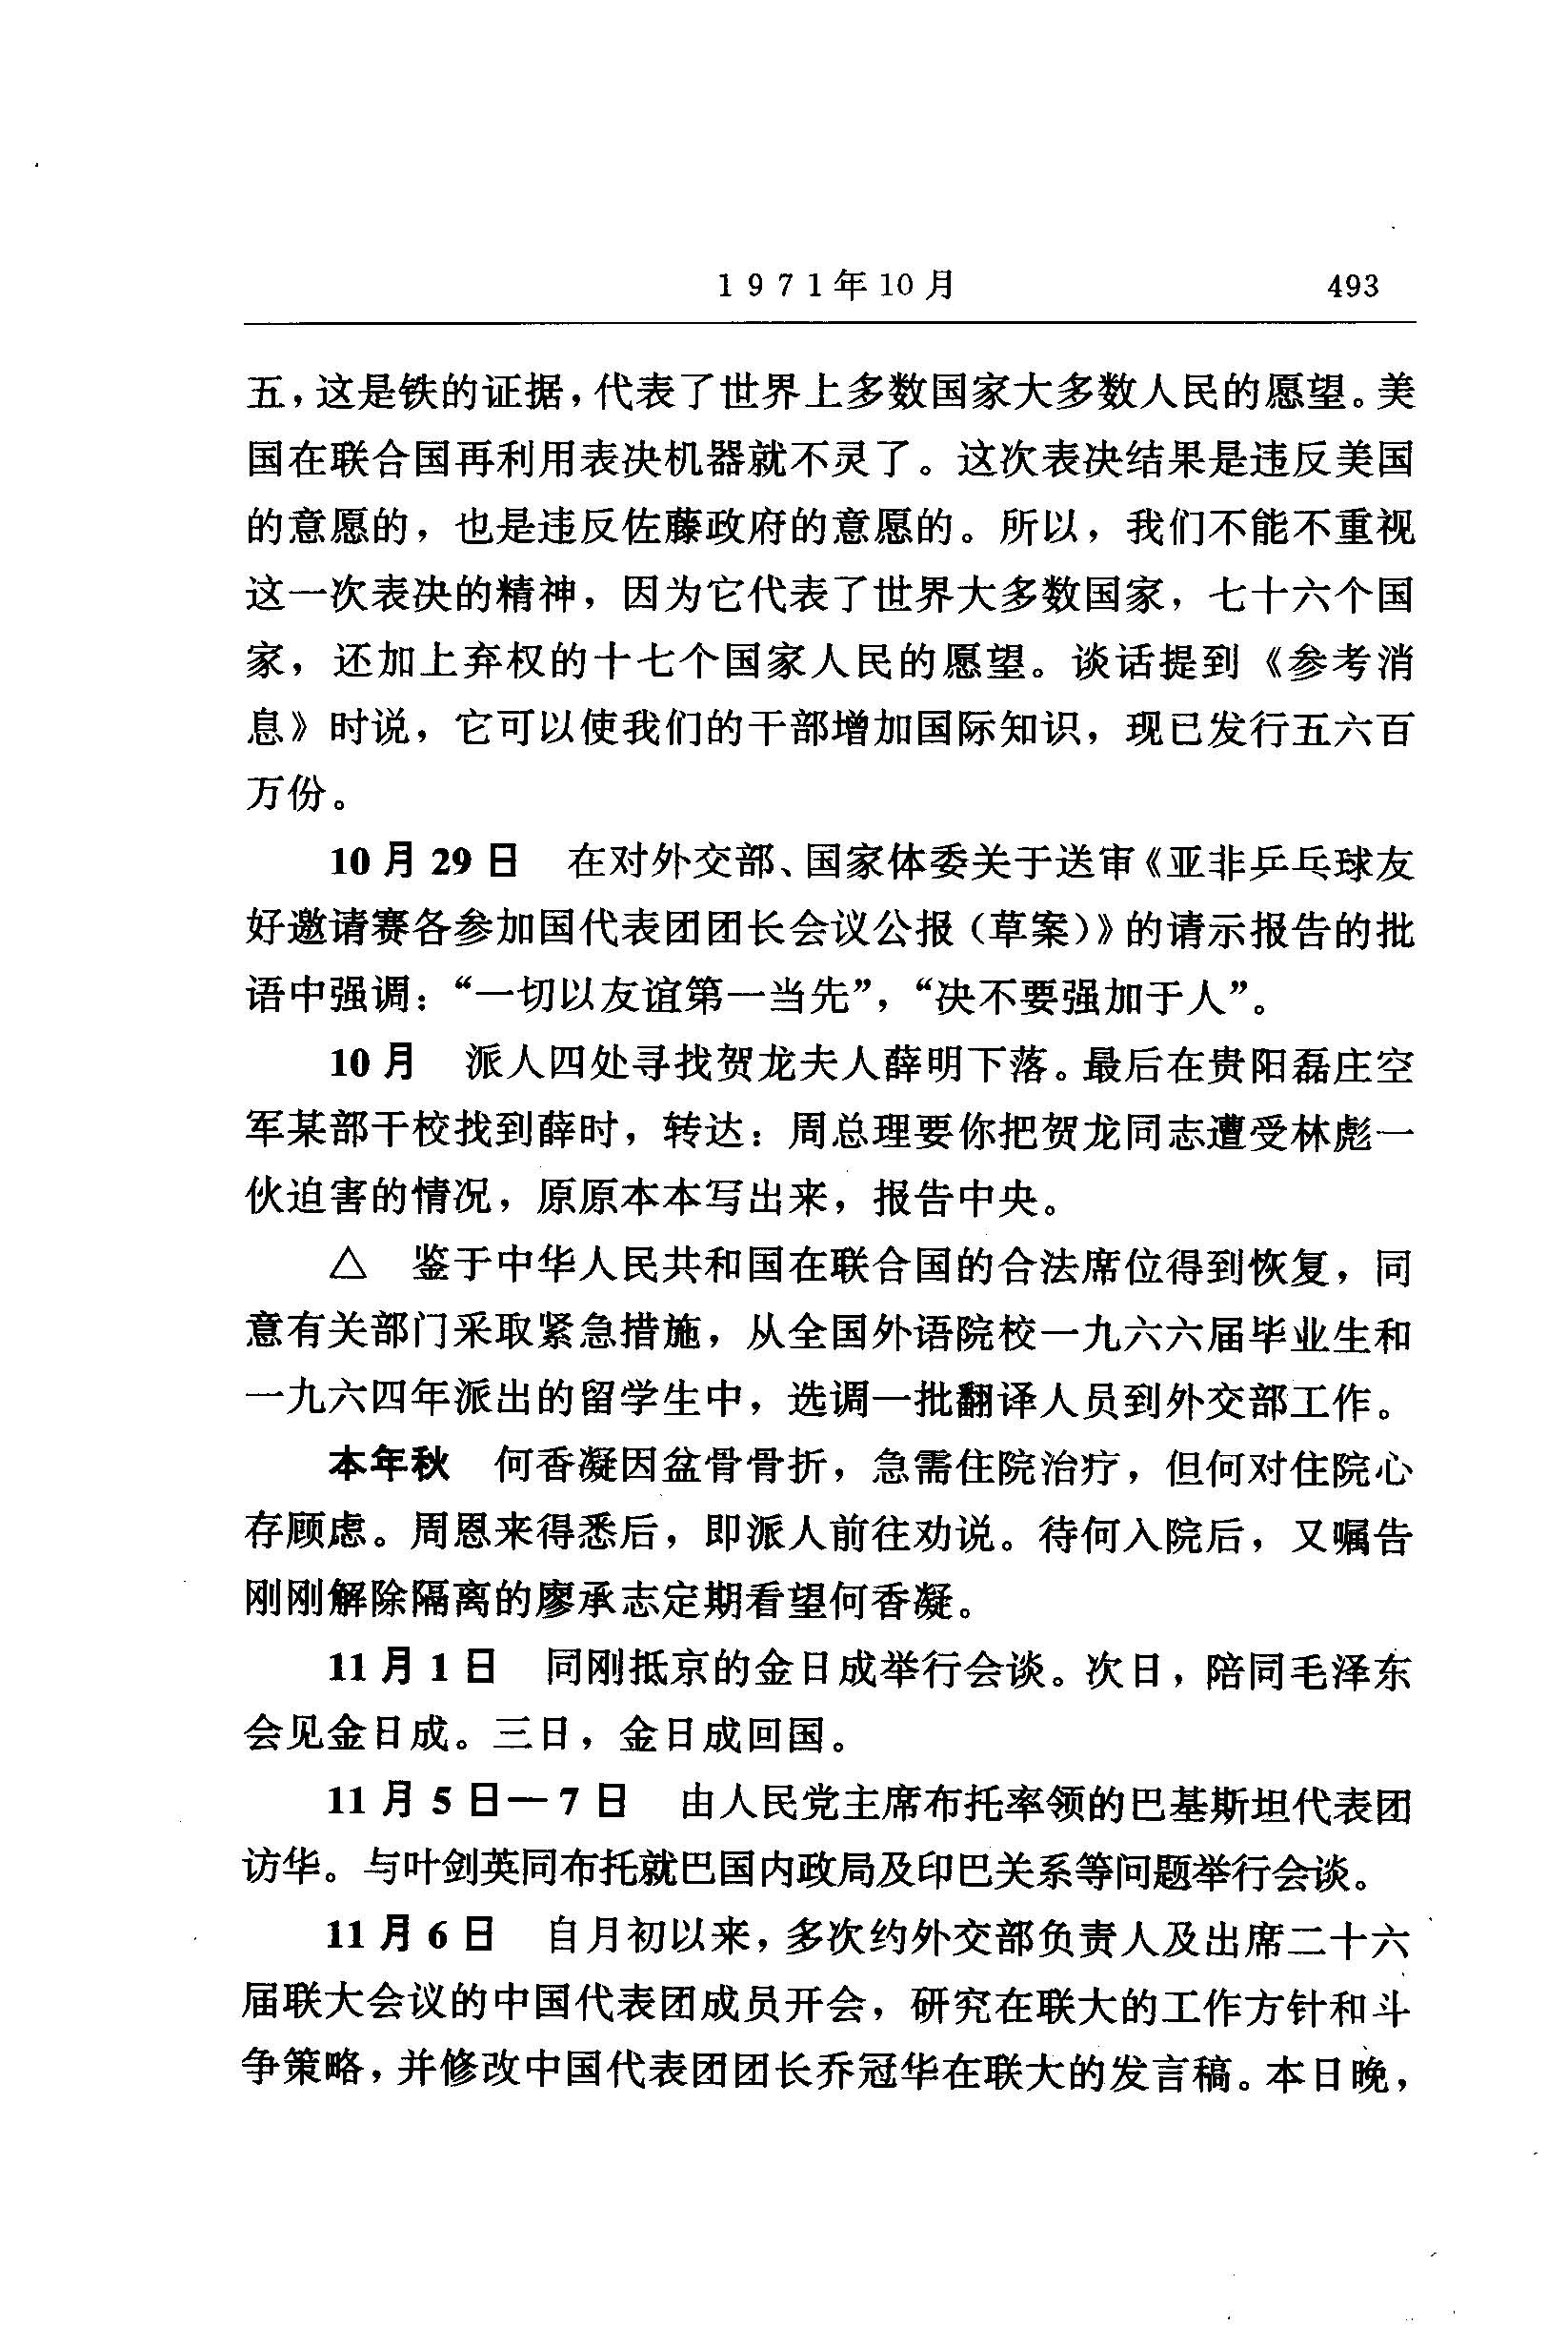 1971年10月 493
五，这是铁的证据，代表了世界上多数国家大多数人民的愿望。美
国在联合国再利用表决机器就不灵了。这次表决结果是违反美国
的意愿的，也是违反佐藤政府的意愿的。所以，我们不能不重视
这一次表决的精神，因为它代表了世界大多数国家，七十六个国
家，还加上弃权的十七个国家人民的愿望。谈话提到《参考消
息》时说，它可以使我们的干部增加国际知识，现已发行五六百
万份。
10月29日 在对外交部、国家体委关于送审《亚非乒乓球友
好邀请赛各参加国代表团团长会议公报（草案）》的请示报告的批
语中强调：“一切以友谊第一当先”，“决不要强加于人”。
10月 派人四处寻找贺龙夫人薛明下落。最后在贵阳磊庄空
军某部干校找到薛时，转达：周总理要你把贺龙同志遭受林彪一
伙迫害的情况，原原本本写出来，报告中央。
△ 鉴于中华人民共和国在联合国的合法席位得到恢复，同
意有关部门采取紧急措施，从全国外语院校一九六六届毕业生和
一九六四年派出的留学生中，选调一批翻译人员到外交部工作。
本年秋 何香凝因盆骨骨折，急需住院治疗，但何对住院心
存顾虑。周恩来得悉后，即派人前往劝说。待何入院后，又嘱告
刚刚解除隔离的廖承志定期看望何香凝。
11月1日 同刚抵京的金日成举行会谈。次日，陪同毛泽东
会见金日成。三日，金日成回国。
11月5日—7日 由人民党主席布托率领的巴基斯坦代表团
访华。与叶剑英同布托就巴国内政局及印巴关系等问题举行会谈。
11月6日 自月初以来，多次约外交部负责人及出席二十六
届联大会议的中国代表团成员开会，研究在联大的工作方针和斗
争策略，并修改中国代表团团长乔冠华在联大的发言稿。本日晚，